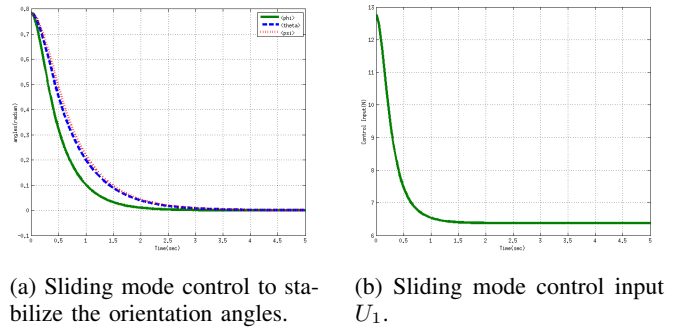 0.8
0.7
0.6
0.5
0.4
0.3
0.2
0.1
0
-0.1
angles(radian)
0 0.5 1 1.5 2 2.5 3 3.5 4 4.5 5
Time(sec)
(phi)
(theta)
(psi)
13
12
11
10
9
8
7
6
Control Input(N)
0 0.5 1 1.5 2 2.5 3 3.5 4 4.5 5
Time(sec)
(a) Sliding mode control to sta-
bilize the orientation angles.
(b) Sliding mode control input
U₁.